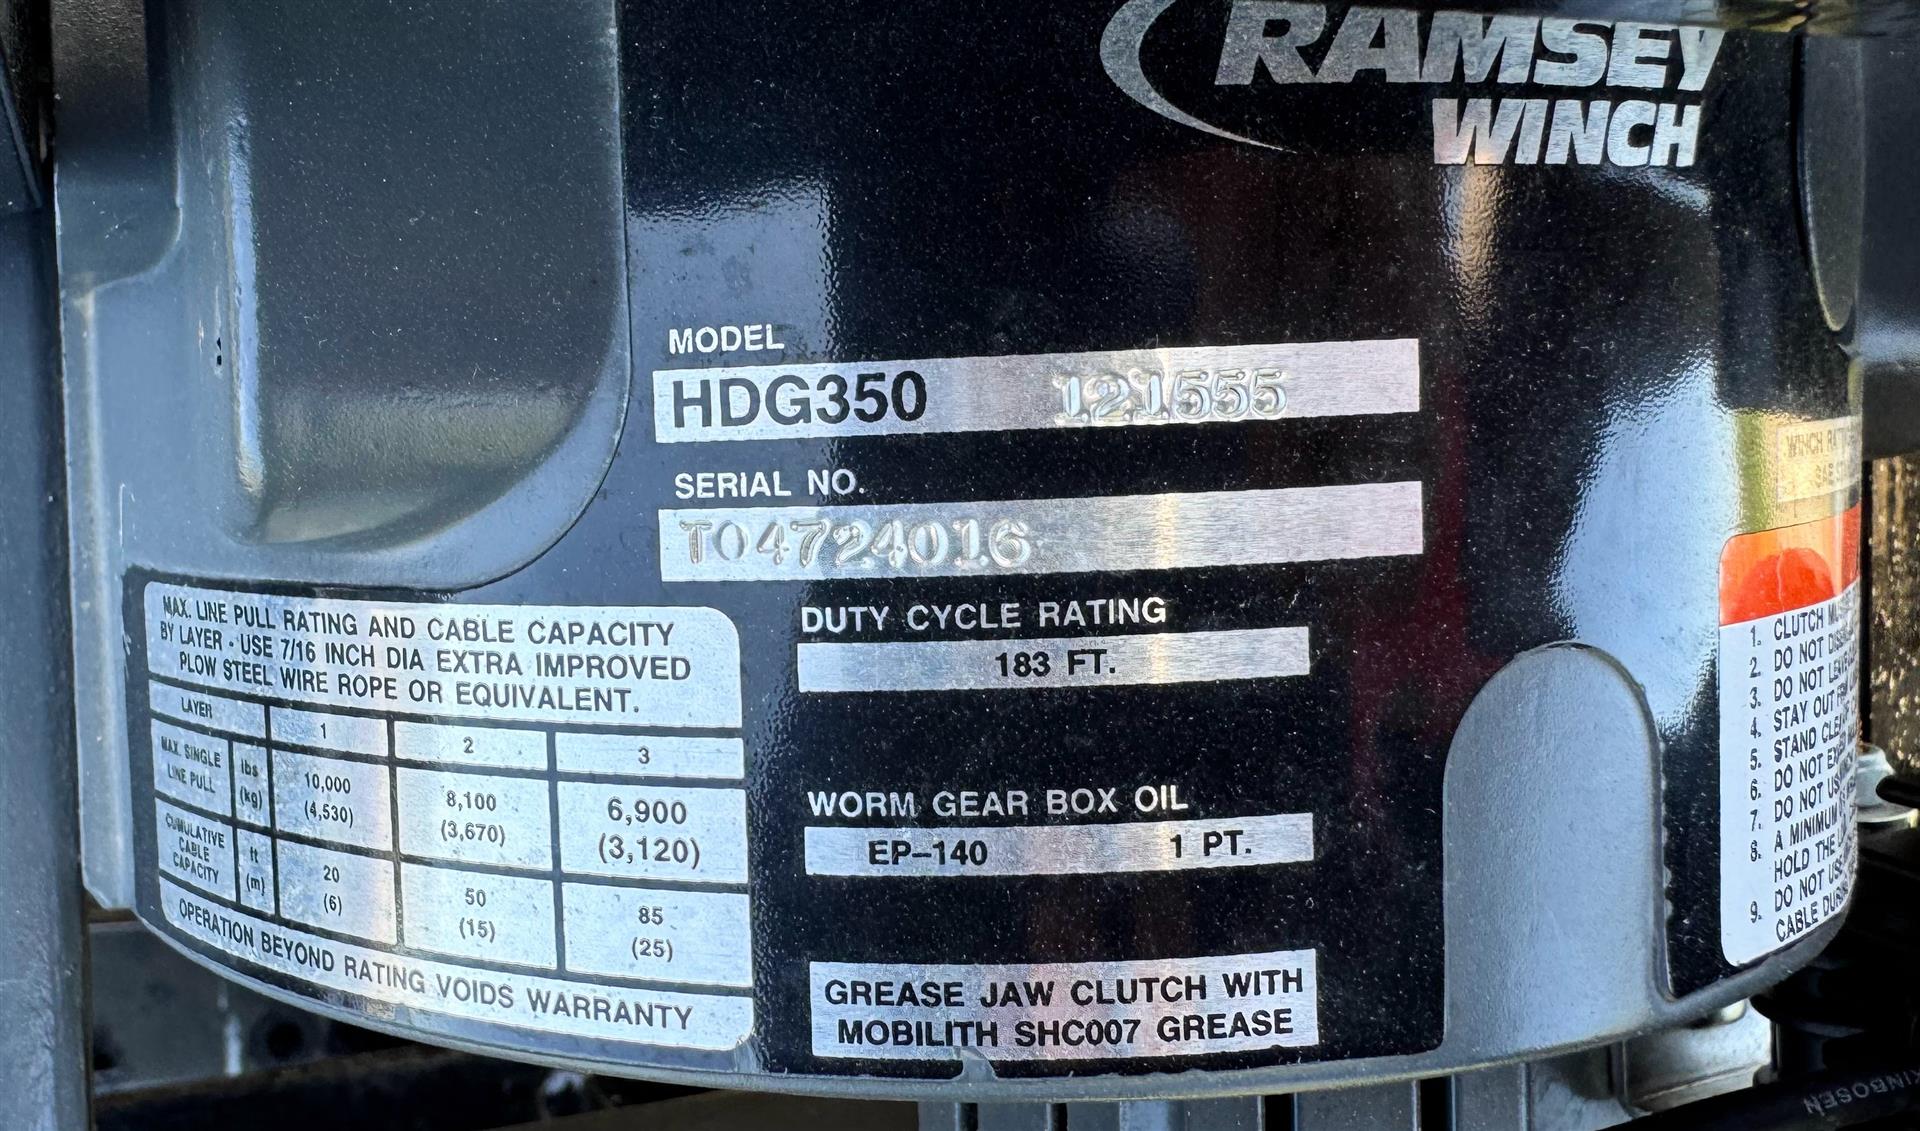 RAMSEY
WINCH
MODEL
HDG350 121555
SERIAL NO.
T04724016
DUTY CYCLE RATING
183 FT.
WORM GEAR BOX OIL
EP-140 1 PT.
GREASE JAW CLUTCH WITH
MOBILITH SHC007 GREASE
MAX. LINE PULL RATING AND CABLE CAPACITY
BY LAYER - USE 7/16 INCH DIA EXTRA IMPROVED
PLOW STEEL WIRE ROPE OR EQUIVALENT.
LAYER 1 2 3
MAX. SINGLE LINE PULL lbs (kg) 10,000 (4,530) 8,100 (3,670) 6,900 (3,120)
CUMULATIVE CABLE CAPACITY ft (m) 20 (6) 50 (15) 85 (25)
OPERATION BEYOND RATING VOIDS WARRANTY
WINCH
1. CLUTCH
2. DO NOT
3. DO NOT LEAVE
4. STAY OUT
5. STAND
6. DO NOT
7. DO NOT
8. A MINIMUM
HOLD THE
9. DO NOT USE
CABLE